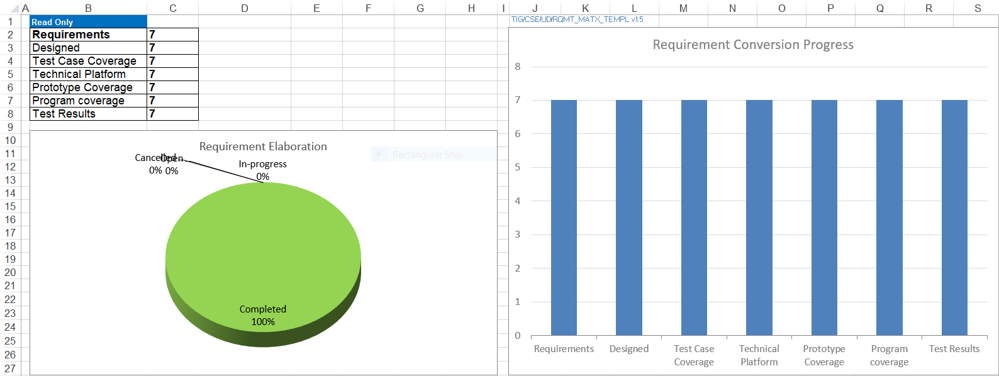 A B C D E F G H I J K L M N O P Q R S
1 Read Only TIG/CSE/UD/RQMT_MATX_TEMPL v1.5
2 Requirements 7
3 Designed 7
4 Test Case Coverage 7
5 Technical Platform 7
6 Prototype Coverage 7
7 Program coverage 7
8 Test Results 7
9
10
11
12
13
14
15
16
17
18
19
20
21
22
23
24
25
26
27
Requirement Elaboration
Cancelled
0%
Open
0%
In-progress
0%
Completed
100%
Rectangular Snip
Requirement Conversion Progress
8
7
6
5
4
3
2
1
0
Requirements
Designed
Test Case
Coverage
Technical
Platform
Prototype
Coverage
Program
coverage
Test Results